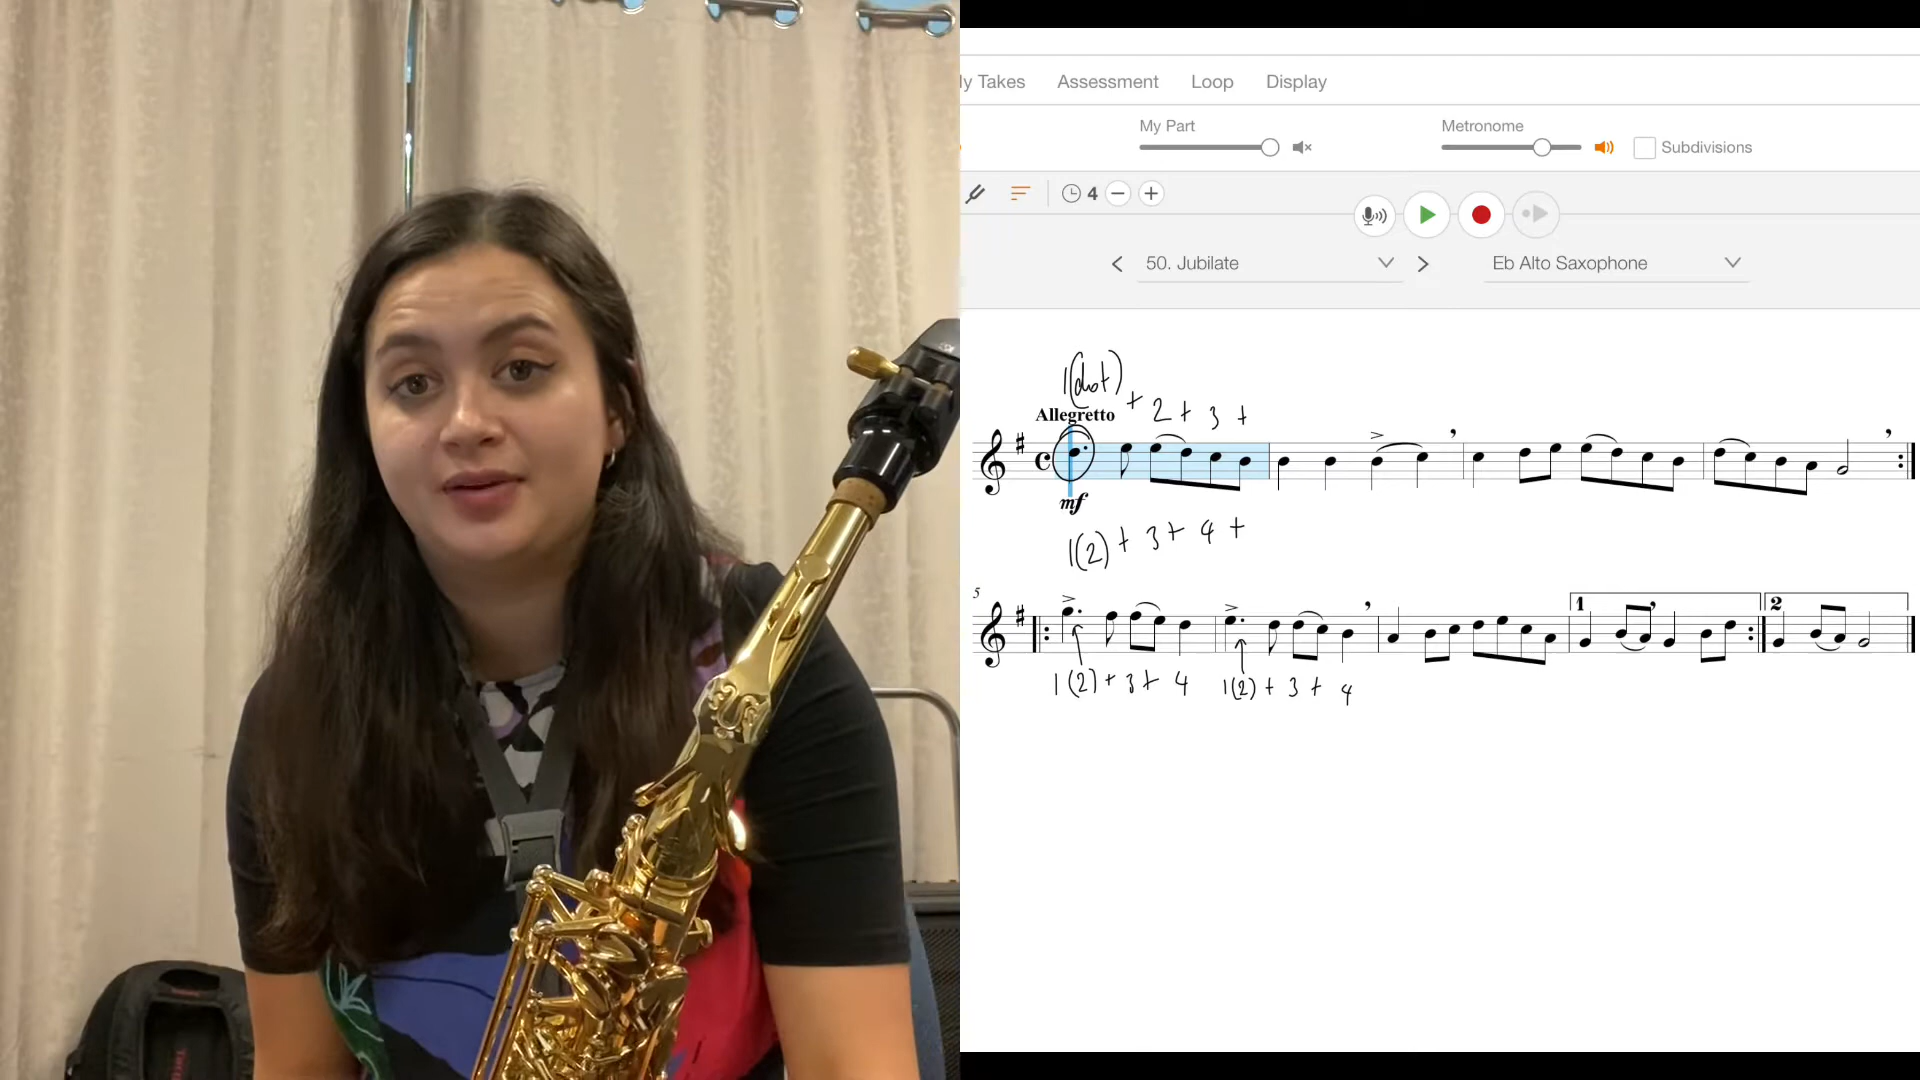 ly Takes Assessment Loop Display
My Part Metronome
Subdivisions
4
50. Jubilate Eb Alto Saxophone
1(dot) + 2 + 3 +
Allegretto
mf
1(2) + 3 + 4 +
5
1 2
1(2) + 3 + 4 1(2) + 3 + 4